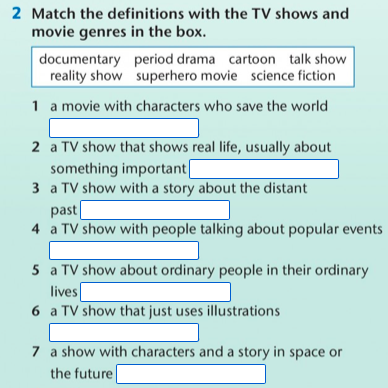 2 Match the definitions with the TV shows and
movie genres in the box.
documentary period drama cartoon talk show
reality show superhero movie science fiction
1 a movie with characters who save the world
2 a TV show that shows real life, usually about
something important
3 a TV show with a story about the distant
past
4 a TV show with people talking about popular events
5 a TV show about ordinary people in their ordinary
lives
6 a TV show that just uses illustrations
7 a show with characters and a story in space or
the future